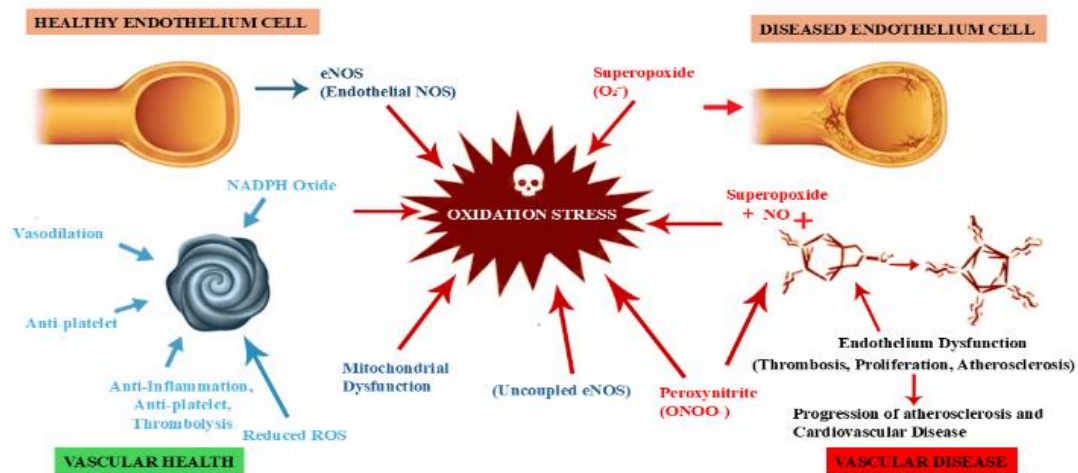 HEALTHY ENDOTHELIUM CELL
DISEASED ENDOTHELIUM CELL
eNOS
(Endothelial NOS)
Superopoxide
(O₂⁻)
NADPH Oxide
Vasodilation
Anti-platelet
Anti-Inflammation,
Anti-platelet,
Thrombolysis
Reduced ROS
OXIDATION STRESS
Superopoxide
+ NO +
Mitochondrial
Dysfunction
(Uncoupled eNOS)
Peroxynitrite
(ONOO-)
Endothelium Dysfunction
(Thrombosis, Proliferation, Atherosclerosis)
Progression of atherosclerosis and
Cardiovascular Disease
VASCULAR HEALTH
VASCULAR DISEASE